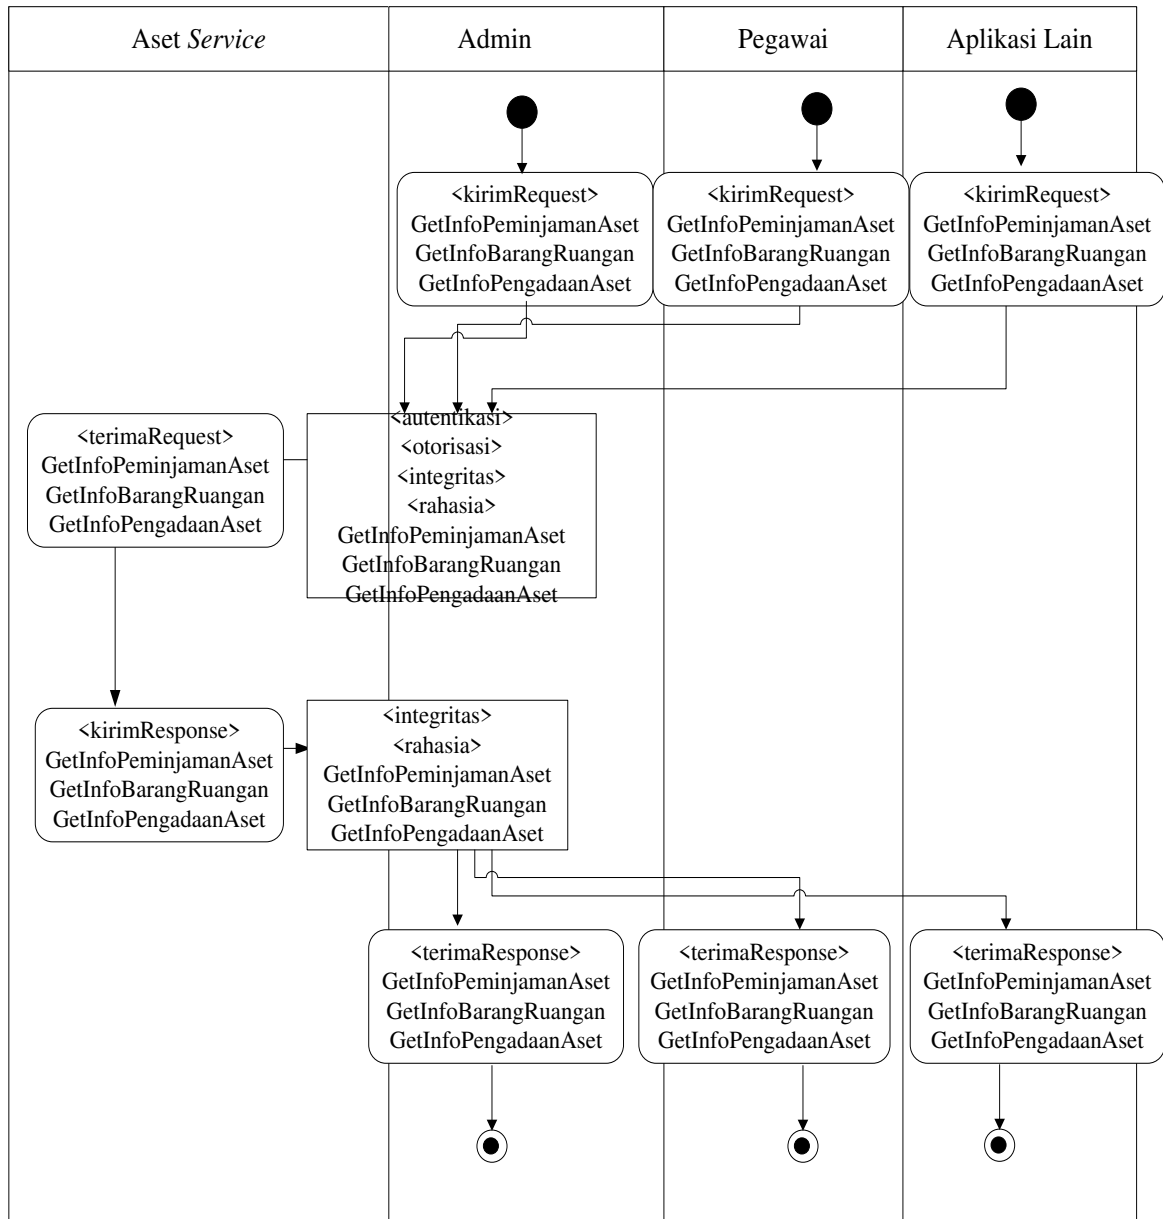 Aset Service
Admin
Pegawai
Aplikasi Lain
<kirimRequest>
GetInfoPeminjamanAset
GetInfoBarangRuangan
GetInfoPengadaanAset
<kirimRequest>
GetInfoPeminjamanAset
GetInfoBarangRuangan
GetInfoPengadaanAset
<kirimRequest>
GetInfoPeminjamanAset
GetInfoBarangRuangan
GetInfoPengadaanAset
<terimaRequest>
GetInfoPeminjamanAset
GetInfoBarangRuangan
GetInfoPengadaanAset
<autentikasi>
<otorisasi>
<integritas>
<rahasia>
GetInfoPeminjamanAset
GetInfoBarangRuangan
GetInfoPengadaanAset
<kirimResponse>
GetInfoPeminjamanAset
GetInfoBarangRuangan
GetInfoPengadaanAset
<integritas>
<rahasia>
GetInfoPeminjamanAset
GetInfoBarangRuangan
GetInfoPengadaanAset
<terimaResponse>
GetInfoPeminjamanAset
GetInfoBarangRuangan
GetInfoPengadaanAset
<terimaResponse>
GetInfoPeminjamanAset
GetInfoBarangRuangan
GetInfoPengadaanAset
<terimaResponse>
GetInfoPeminjamanAset
GetInfoBarangRuangan
GetInfoPengadaanAset